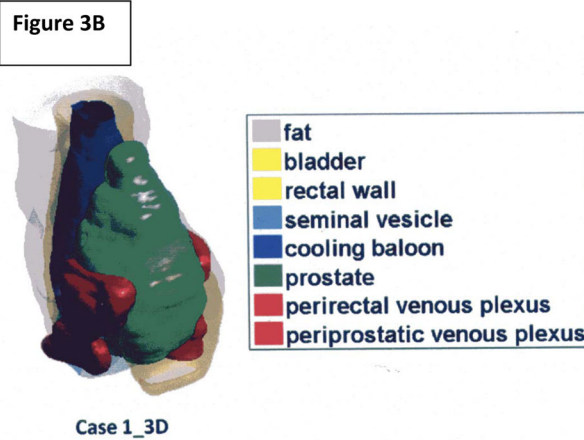 Figure 3B
fat
bladder
rectal wall
seminal vesicle
cooling baloon
prostate
perirectal venous plexus
periprostatic venous plexus
Case 1_3D